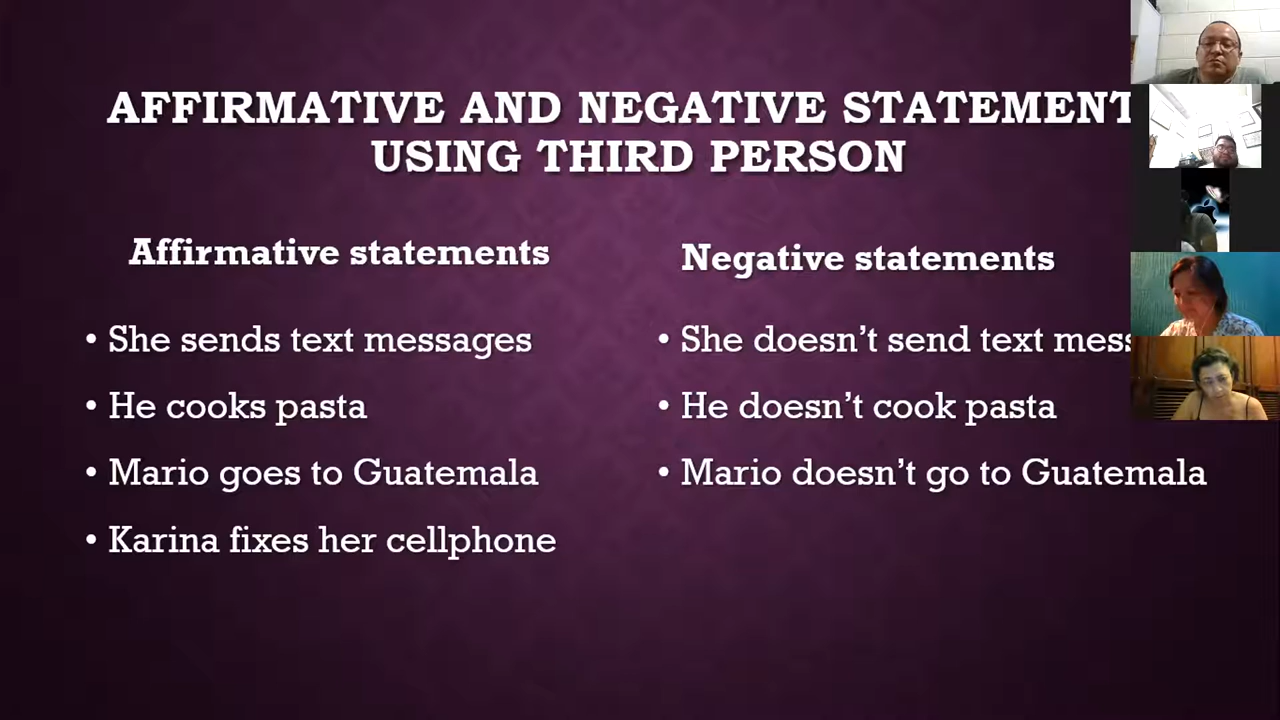 AFFIRMATIVE AND NEGATIVE STATEMENT
USING THIRD PERSON
Affirmative statements
Negative statements
• She sends text messages
• She doesn’t send text mess
• He cooks pasta
• He doesn’t cook pasta
• Mario goes to Guatemala
• Mario doesn’t go to Guatemala
• Karina fixes her cellphone